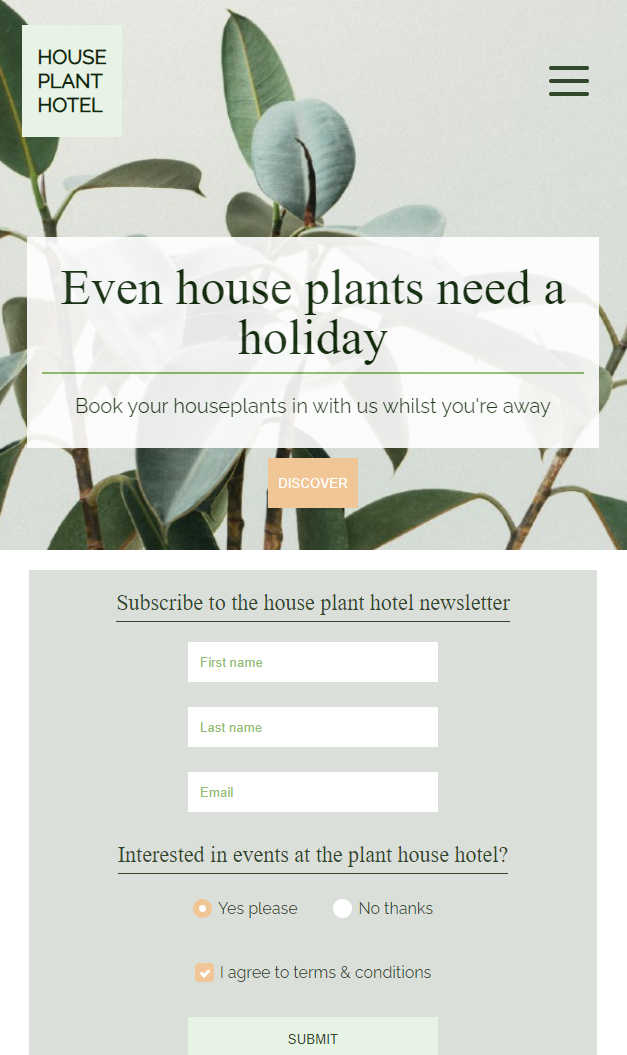 HOUSE
PLANT
HOTEL
Even house plants need a
holiday
Book your houseplants in with us whilst you're away
DISCOVER
Subscribe to the house plant hotel newsletter
First name
Last name
Email
Interested in events at the plant house hotel?
Yes please No thanks
I agree to terms & conditions
SUBMIT